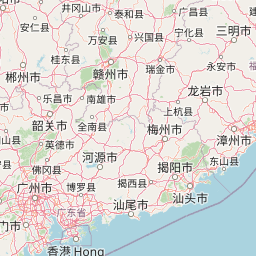 井冈山市
泰和县
广昌县
安仁县
万安县
兴国县
宁化县
三明市
桂东县
赣州市
瑞金市
永安市
郴州市
乐昌市
南雄市
上杭县
龙岩市
韶关市
全南县
梅州市
漳州市
英德市
河源市
揭阳市
东山县
佛冈县
广州市
博罗县
揭西县
汕头市
广东省
汕尾市
门市
香港 Hong